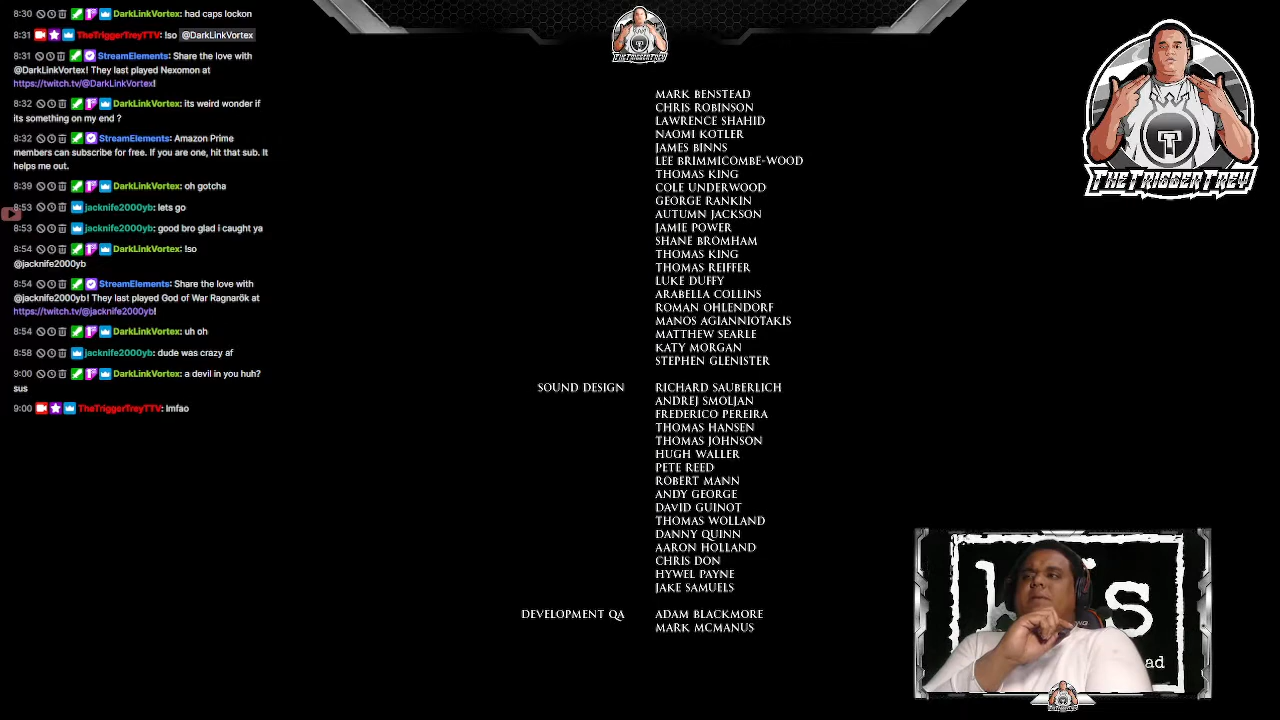 8:30 DarkLinkVortex: had caps lockon
8:31 TheTriggerTreyTTV: !so @DarkLinkVortex
8:31 StreamElements: Share the love with
@DarkLinkVortex! They last played Nexomon at
https://twitch.tv/@DarkLinkVortex!
8:32 DarkLinkVortex: its weird wonder if
its something on my end ?
8:32 StreamElements: Amazon Prime
members can subscribe for free. If you are one, hit that sub. It
helps me out.
8:39 DarkLinkVortex: oh gotcha
8:53 jacknife2000yb: lets go
8:53 jacknife2000yb: good bro glad i caught ya
8:54 DarkLinkVortex: !so
@jacknife2000yb
8:54 StreamElements: Share the love with
@jacknife2000yb! They last played God of War Ragnarök at
https://twitch.tv/@jacknife2000yb!
8:54 DarkLinkVortex: uh oh
8:58 jacknife2000yb: dude was crazy af
9:00 DarkLinkVortex: a devil in you huh?
sus
9:00 TheTriggerTreyTTV: lmfao
THETRIGGERTREY
MARK BENSTEAD
CHRIS ROBINSON
LAWRENCE SHAHID
NAOMI KOTLER
JAMES BINNS
LEE BRIMMICOMBE-WOOD
THOMAS KING
COLE UNDERWOOD
GEORGE RANKIN
AUTUMN JACKSON
JAMIE POWER
SHANE BROMHAM
THOMAS KING
THOMAS REIFFER
LUKE DUFFY
ARABELLA COLLINS
ROMAN OHLENDORF
MANOS AGIANNIOTAKIS
MATTHEW SEARLE
KATY MORGAN
STEPHEN GLENISTER
SOUND DESIGN RICHARD SAUBERLICH
ANDREJ SMOLJAN
FREDERICO PEREIRA
THOMAS HANSEN
THOMAS JOHNSON
HUGH WALLER
PETE REED
ROBERT MANN
ANDY GEORGE
DAVID GUINOT
THOMAS WOLLAND
DANNY QUINN
AARON HOLLAND
CHRIS DON
HYWEL PAYNE
JAKE SAMUELS
DEVELOPMENT QA ADAM BLACKMORE
MARK MCMANUS
T
THETRIGGERTREY